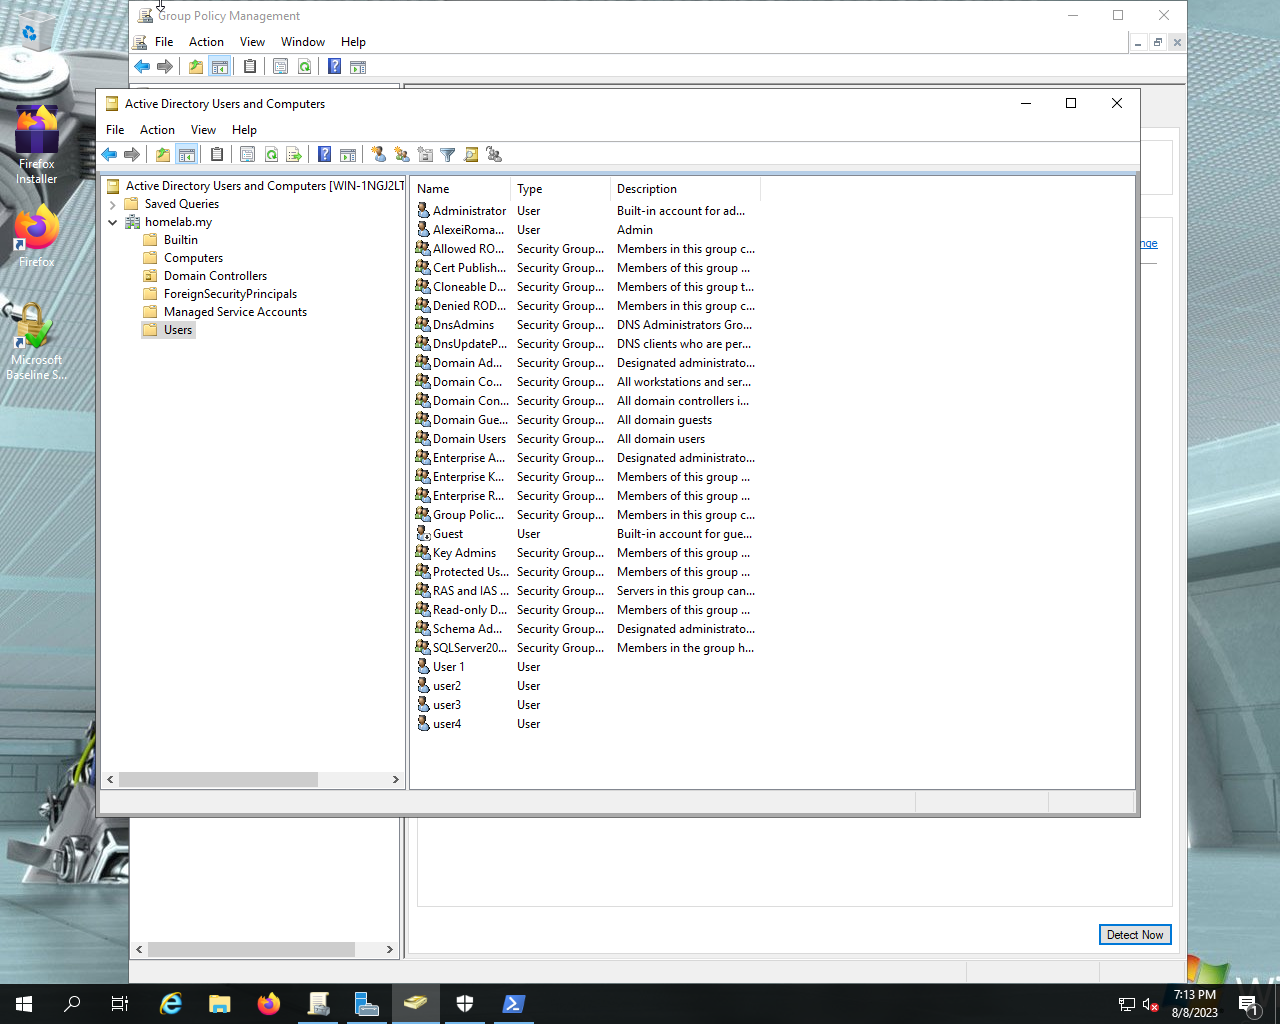 Group Policy Management
File Action View Window Help
Active Directory Users and Computers
File Action View Help
Active Directory Users and Computers [WIN-1NGJ2LT
Saved Queries
homelab.my
Builtin
Computers
Domain Controllers
ForeignSecurityPrincipals
Managed Service Accounts
Users
Name Type Description
Administrator User Built-in account for ad...
AlexeiRoma... User Admin
Allowed RO... Security Group... Members in this group c...
Cert Publish... Security Group... Members of this group ...
Cloneable D... Security Group... Members of this group t...
Denied ROD... Security Group... Members in this group c...
DnsAdmins Security Group... DNS Administrators Gro...
DnsUpdateP... Security Group... DNS clients who are per...
Domain Ad... Security Group... Designated administrato...
Domain Co... Security Group... All workstations and ser...
Domain Con... Security Group... All domain controllers i...
Domain Gue... Security Group... All domain guests
Domain Users Security Group... All domain users
Enterprise A... Security Group... Designated administrato...
Enterprise K... Security Group... Members of this group ...
Enterprise R... Security Group... Members of this group ...
Group Polic... Security Group... Members in this group c...
Guest User Built-in account for gue...
Key Admins Security Group... Members of this group ...
Protected Us... Security Group... Members of this group ...
RAS and IAS ... Security Group... Servers in this group can...
Read-only D... Security Group... Members of this group ...
Schema Ad... Security Group... Designated administrato...
SQLServer20... Security Group... Members in the group h...
User 1 User
user2 User
user3 User
user4 User
nge
Detect Now
Firefox
Installer
Firefox
Microsoft
Baseline S...
7:13 PM
8/8/2023
1